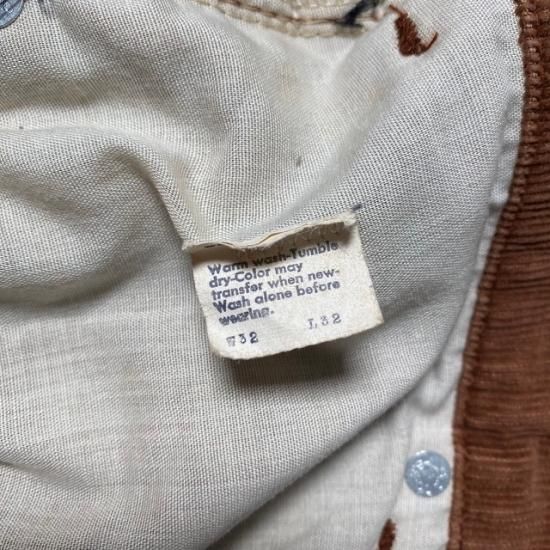 Warm wash-Tumble
dry-Color may
transfer when new-
Wash alone before
wearing.
W32 L32